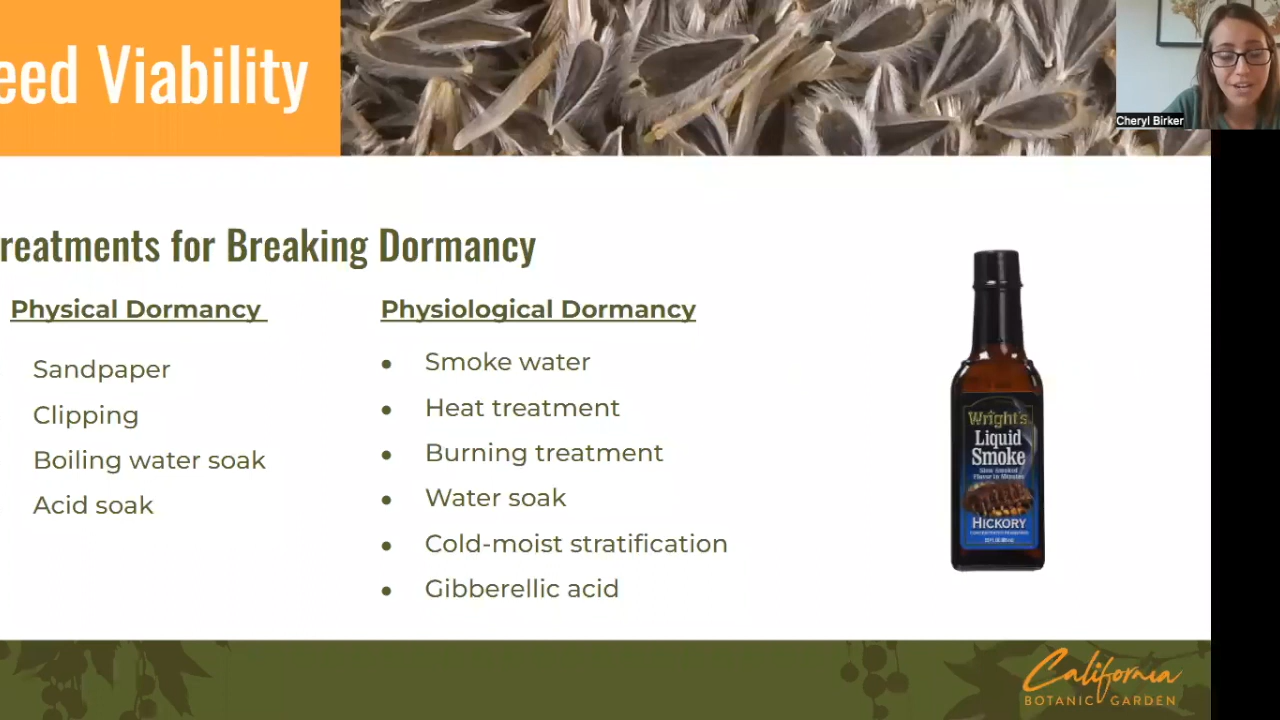 eed Viability
Cheryl Birker
reatments for Breaking Dormancy
Physical Dormancy
Sandpaper
Clipping
Boiling water soak
Acid soak
Physiological Dormancy
• Smoke water
• Heat treatment
• Burning treatment
• Water soak
• Cold-moist stratification
• Gibberellic acid
Wright's
Liquid
Smoke
HICKORY
California
BOTANIC GARDEN